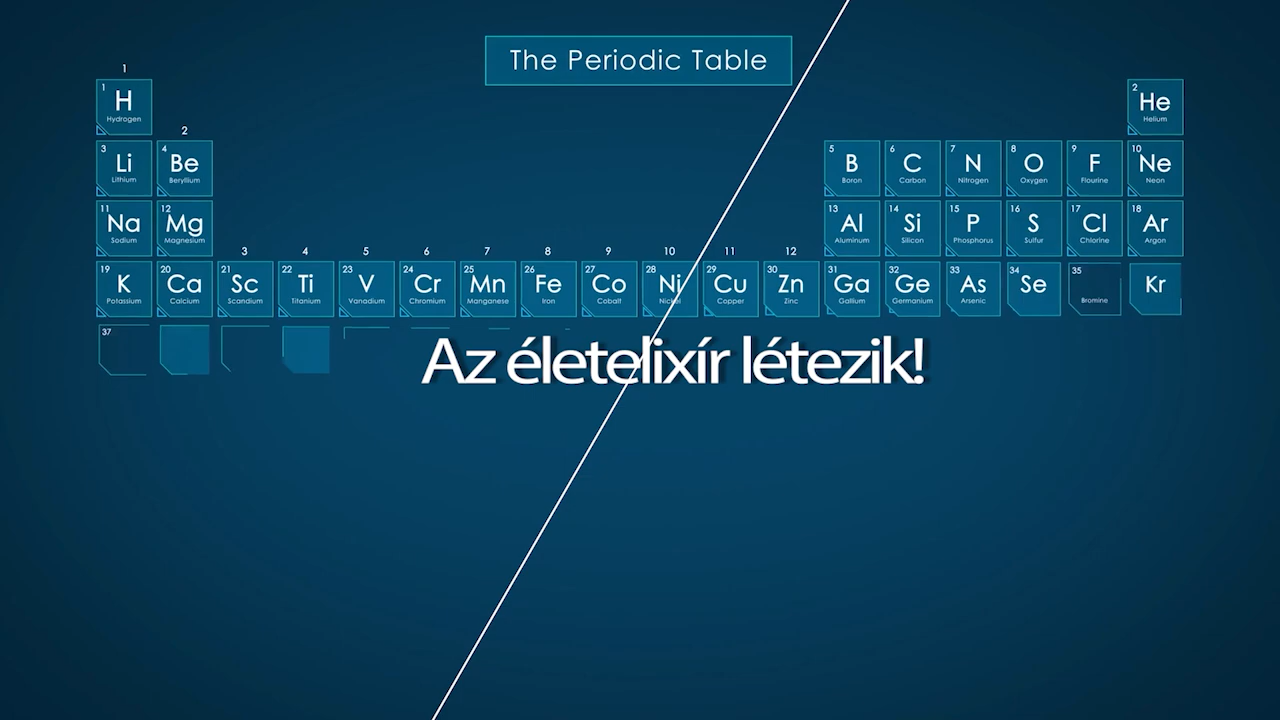 The Periodic Table
1
1 H Hydrogen
2 He Helium
2
3 Li Lithium
4 Be Beryllium
5 B Boron
6 C Carbon
7 N Nitrogen
8 O Oxygen
9 F Flourine
10 Ne Neon
11 Na Sodium
12 Mg Magnesium
13 Al Aluminum
14 Si Silicon
15 P Phosphorus
16 S Sulfur
17 Cl Chlorine
18 Ar Argon
3 4 5 6 7 8 9 10 11 12
19 K Potassium
20 Ca Calcium
21 Sc Scandium
22 Ti Titanium
23 V Vanadium
24 Cr Chromium
25 Mn Manganese
26 Fe Iron
27 Co Cobalt
28 Ni Nickel
29 Cu Copper
30 Zn Zinc
31 Ga Gallium
32 Ge Germanium
33 As Arsenic
34 Se
35 Bromine
Kr
37
Az életelixír létezik!